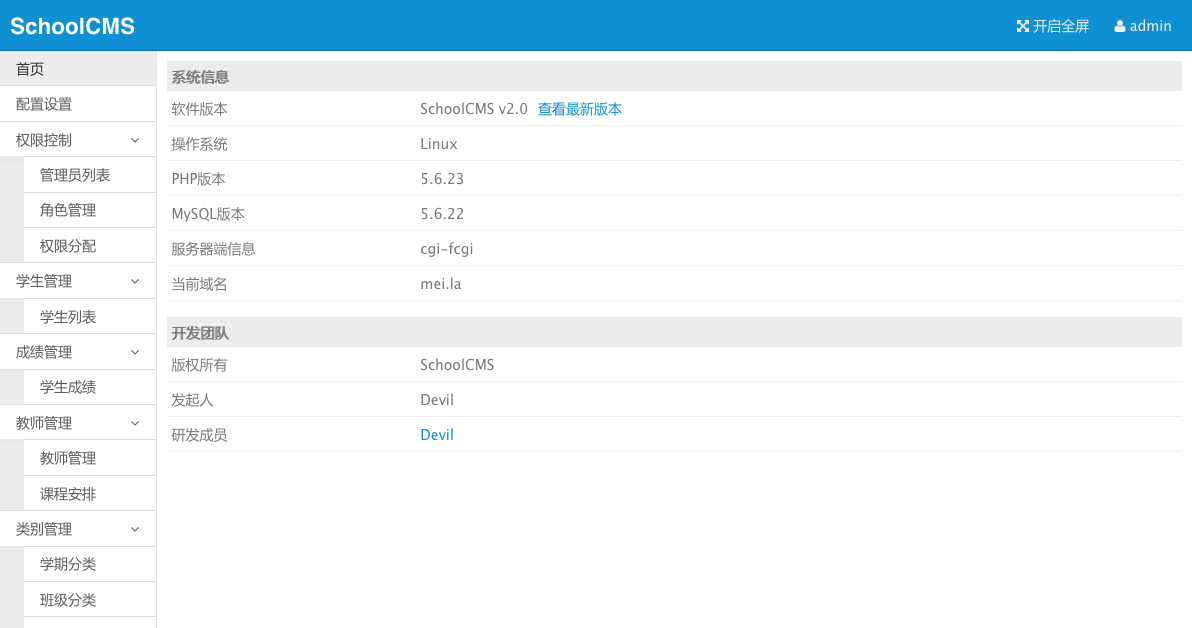 SchoolCMS
开启全屏 admin
首页
配置设置
权限控制
管理员列表
角色管理
权限分配
学生管理
学生列表
成绩管理
学生成绩
教师管理
教师管理
课程安排
类别管理
学期分类
班级分类
系统信息
软件版本 SchoolCMS v2.0 查看最新版本
操作系统 Linux
PHP版本 5.6.23
MySQL版本 5.6.22
服务器端信息 cgi-fcgi
当前域名 mei.la
开发团队
版权所有 SchoolCMS
发起人 Devil
研发成员 Devil